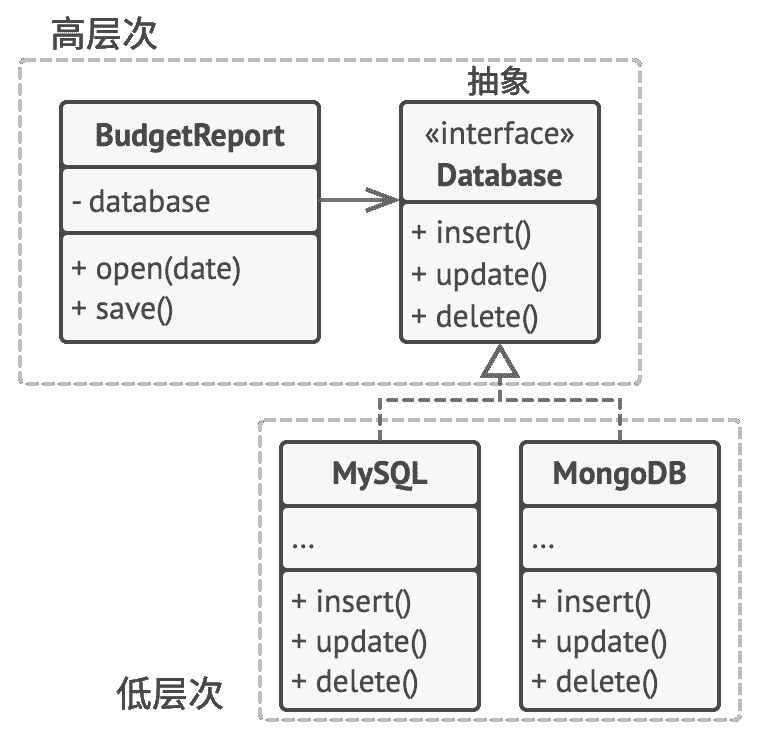 高层次
抽象
BudgetReport
- database
+ open(date)
+ save()
«interface»
Database
+ insert()
+ update()
+ delete()
MySQL
...
+ insert()
+ update()
+ delete()
MongoDB
...
+ insert()
+ update()
+ delete()
低层次